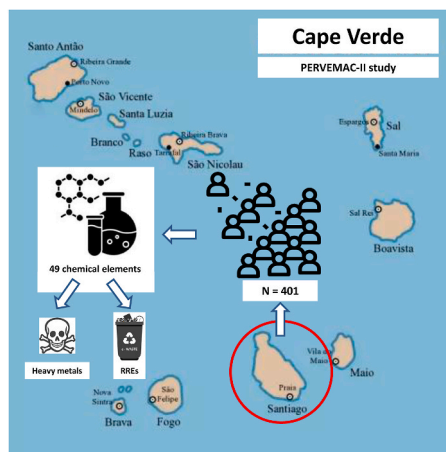 Cape Verde
PERVEMAC-II study
Santo Antão
Ribeira Grande
Porto Novo
São Vicente
Mindelo
Santa Luzia
Branco
Raso
Ribeira Brava
Tarrafal
São Nicolau
Espargos
Sal
Santa Maria
Sal Rei
Boavista
49 chemical elements
N = 401
Heavy metals
e-WASTE
RREs
Vila do
Maio
Maio
Praia
Santiago
Nova
Sintra
Brava
São
Felipe
Fogo